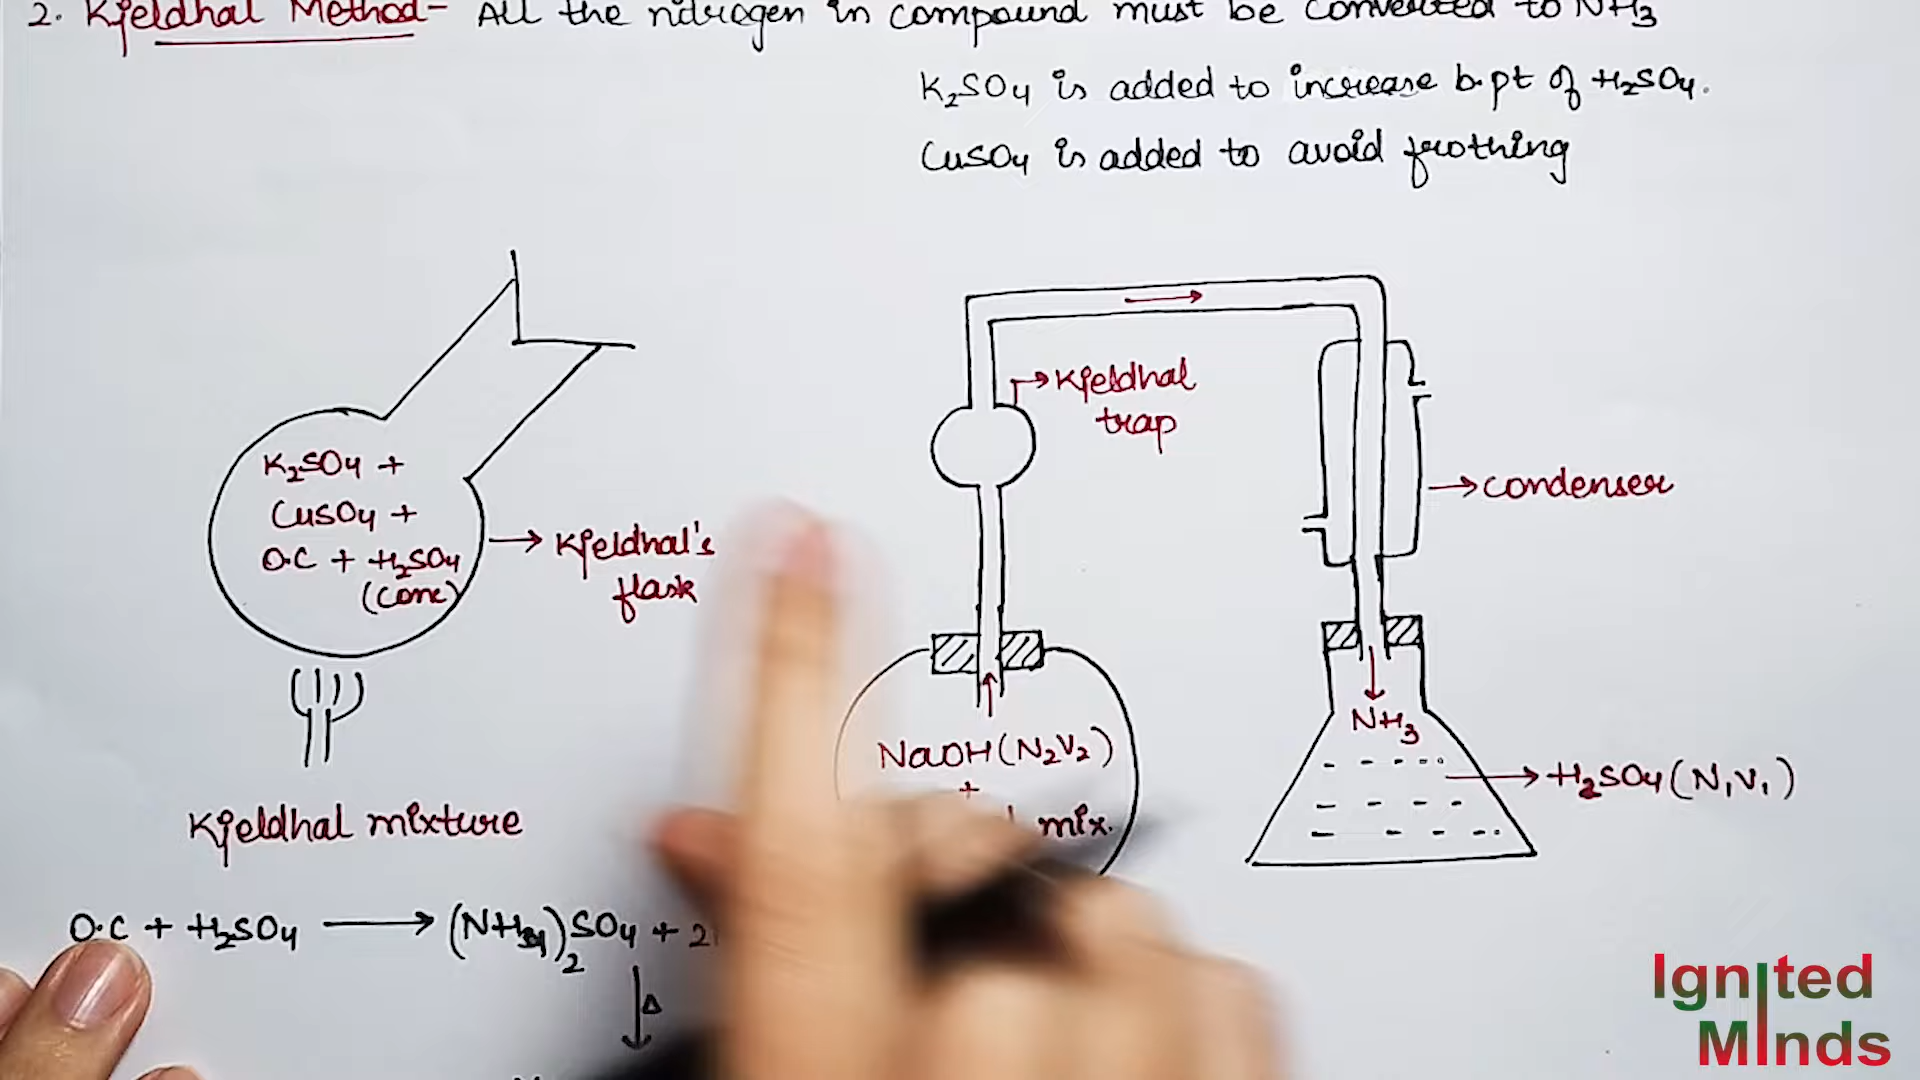 2. Kjeldhal Method- All the nitrogen in compound must be converted to NH3
K2SO4 is added to increase b.pt of H2SO4.
CuSO4 is added to avoid frothing
K2SO4 +
CuSO4 +
O.C + H2SO4
(conc)
→ Kjeldhal's
flask
Kjeldhal mixture
→ Kjeldhal
trap
→ condenser
NaOH (N2V2)
+
mix.
NH3
→ H2SO4 (N1V1)
O.C + H2SO4 → (NH4)2SO4 + 2
↓ Δ
Ignited
Minds